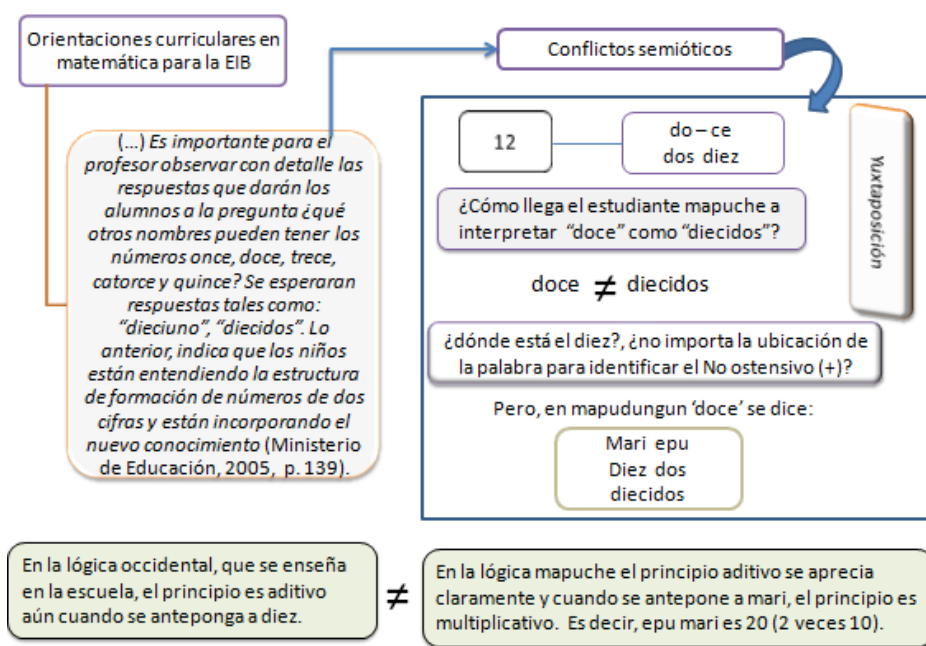 Orientaciones curriculares en
matemática para la EIB
Conflictos semióticos
(…) Es importante para el
profesor observar con detalle las
respuestas que darán los
alumnos a la pregunta ¿qué
otros nombres pueden tener los
números once, doce, trece,
catorce y quince? Se esperaran
respuestas tales como:
“dieciuno”, “diecidos”. Lo
anterior, indica que los niños
están entendiendo la estructura
de formación de números de dos
cifras y están incorporando el
nuevo conocimiento (Ministerio
de Educación, 2005, p. 139).
12
do – ce
dos diez
Yuxtaposición
¿Cómo llega el estudiante mapuche a
interpretar “doce” como “diecidos”?
doce ≠ diecidos
¿dónde está el diez?, ¿no importa la ubicación de
la palabra para identificar el No ostensivo (+)?
Pero, en mapudungun ‘doce’ se dice:
Mari epu
Diez dos
diecidos
En la lógica occidental, que se enseña
en la escuela, el principio es aditivo
aún cuando se anteponga a diez.
≠
En la lógica mapuche el principio aditivo se aprecia
claramente y cuando se antepone a mari, el principio es
multiplicativo. Es decir, epu mari es 20 (2 veces 10).